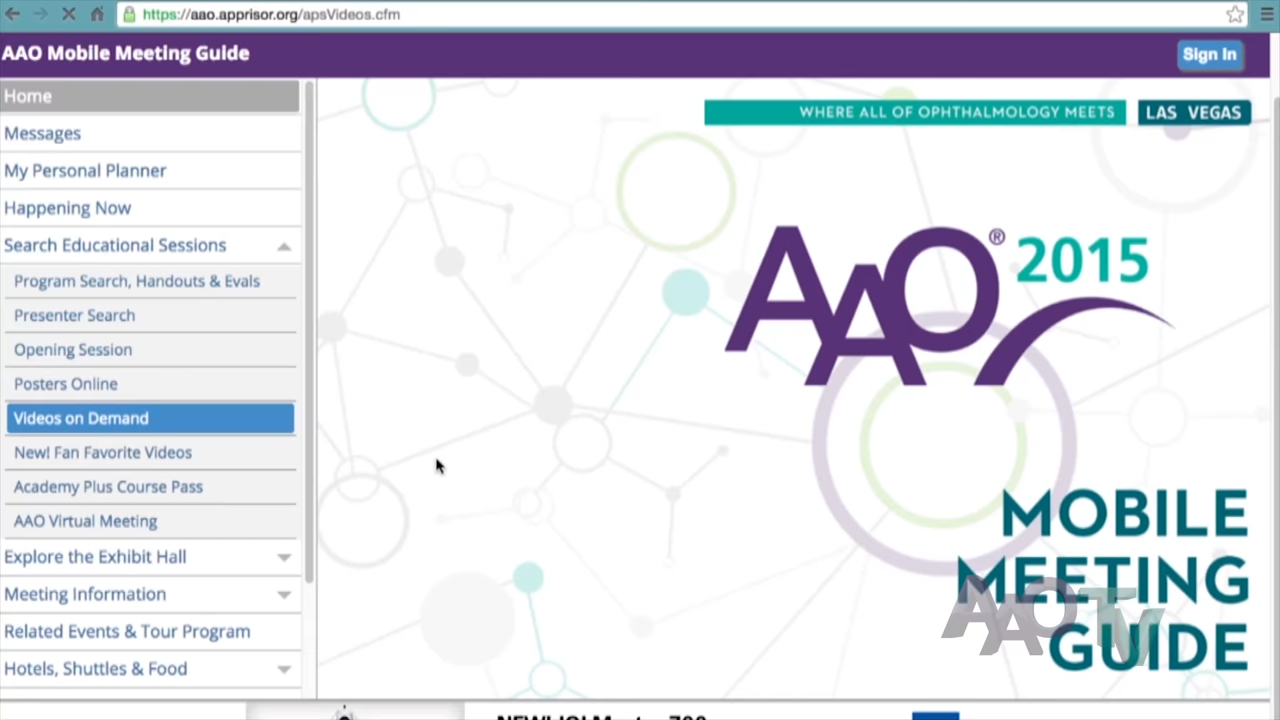 https://aao.apprisor.org/apsVideos.cfm
AAO Mobile Meeting Guide
Sign In
Home
Messages
My Personal Planner
Happening Now
Search Educational Sessions
Program Search, Handouts & Evals
Presenter Search
Opening Session
Posters Online
Videos on Demand
New! Fan Favorite Videos
Academy Plus Course Pass
AAO Virtual Meeting
Explore the Exhibit Hall
Meeting Information
Related Events & Tour Program
Hotels, Shuttles & Food
WHERE ALL OF OPHTHALMOLOGY MEETS LAS VEGAS
AAO® 2015
MOBILE
MEETING
GUIDE
AAOTV